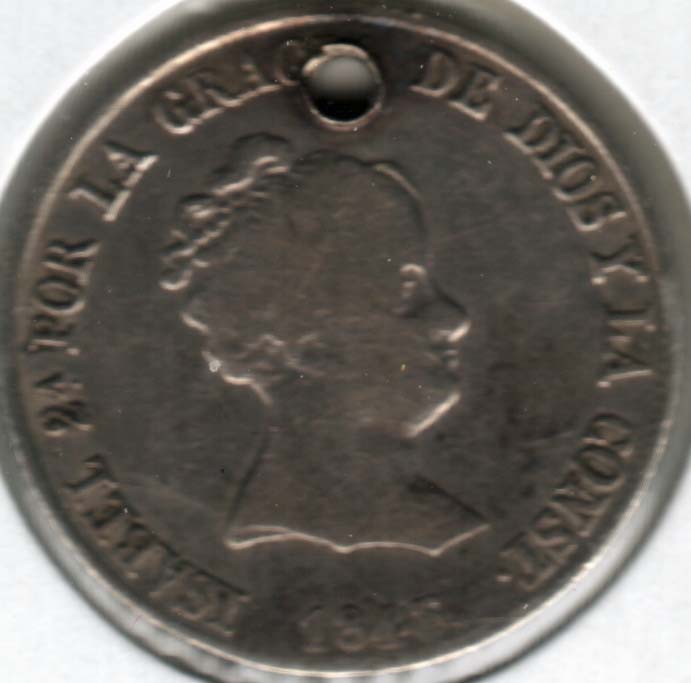 ISABEL 2A POR LA GRAC DE DIOS Y LA CONST.